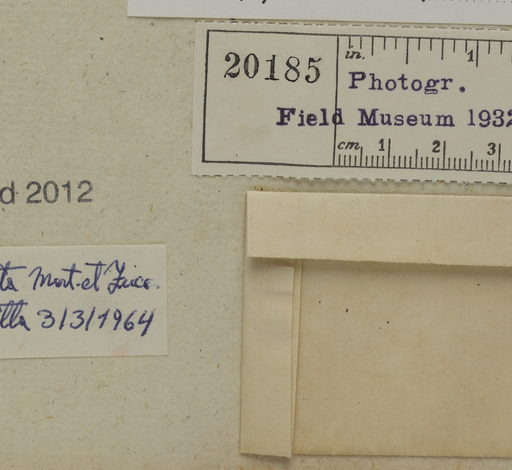 20185
in. 1
Photogr.
Field Museum 1932
cm 1 2 3
d 2012
ta Mart. et Zucc.
lla 3/3/1964